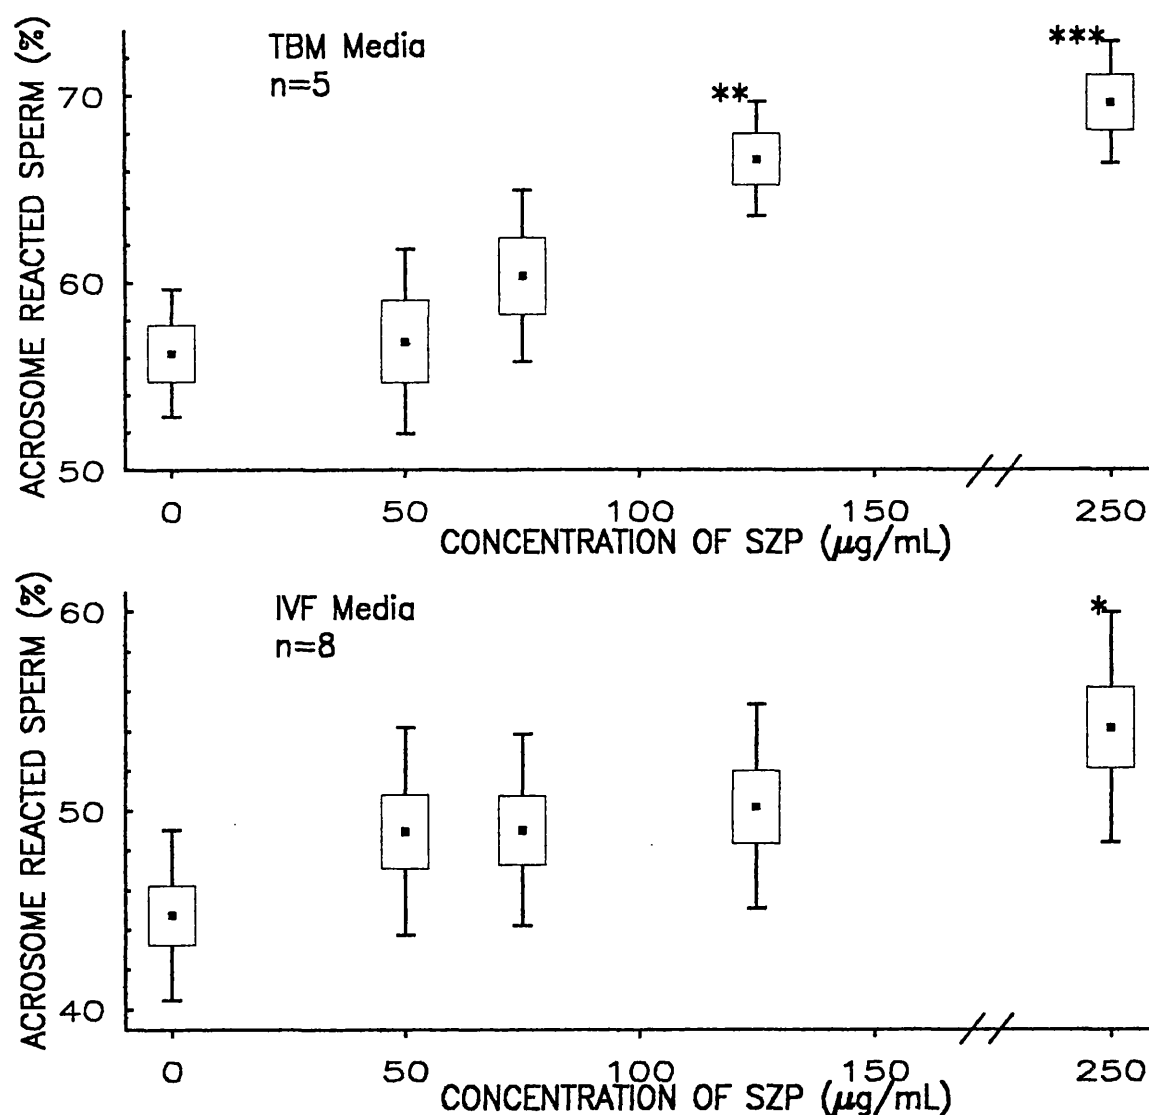 ACROSOME REACTED SPERM (%)
TBM Media
n=5
***
**
70
60
50
0 50 100 150 250
CONCENTRATION OF SZP (μg/mL)
ACROSOME REACTED SPERM (%)
IVF Media
n=8
*
60
50
40
0 50 100 150 250
CONCENTRATION OF SZP (μg/mL)